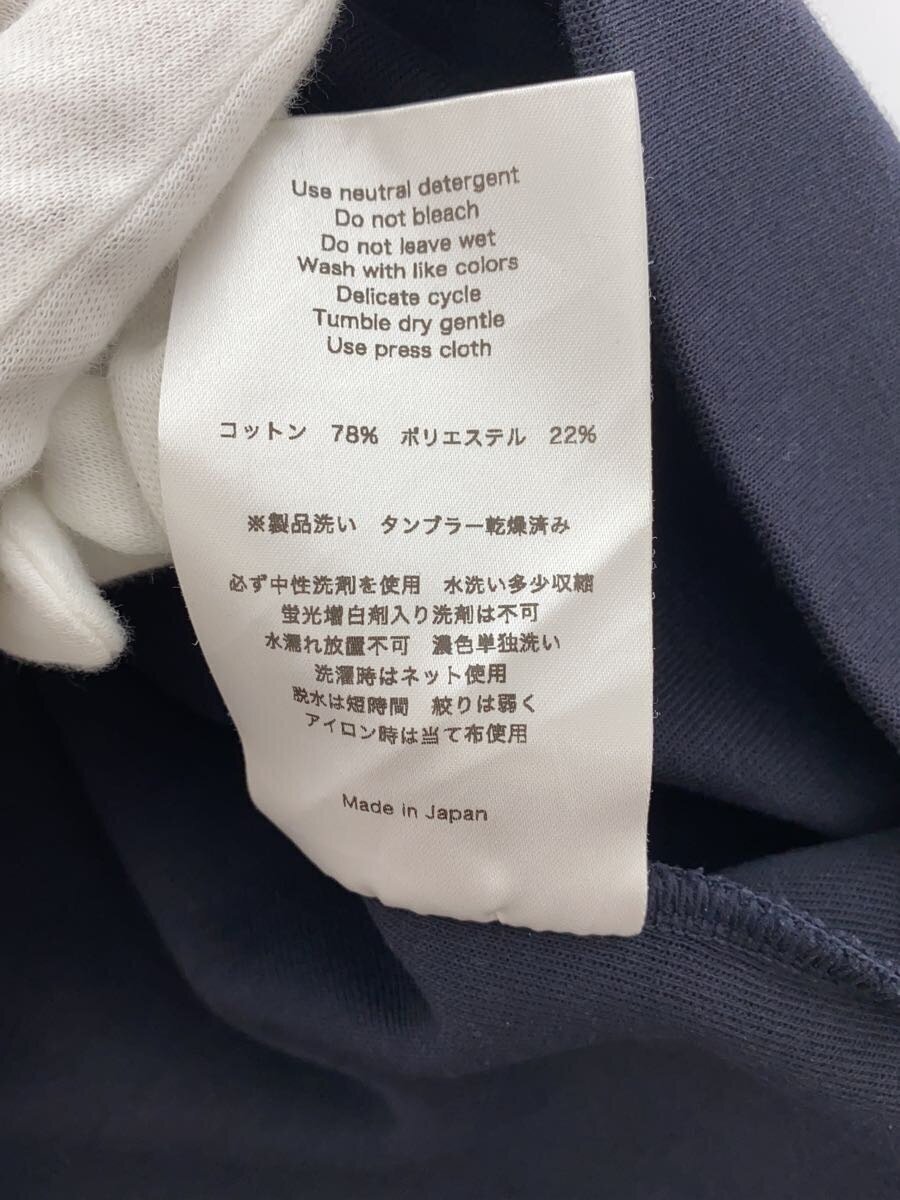 Use neutral detergent
Do not bleach
Do not leave wet
Wash with like colors
Delicate cycle
Tumble dry gentle
Use press cloth
コットン　78%　ポリエステル　22%
※製品洗い　タンブラー乾燥済み
必ず中性洗剤を使用　水洗い多少収縮
蛍光増白剤入り洗剤は不可
水濡れ放置不可　濃色単独洗い
洗濯時はネット使用
脱水は短時間　絞りは弱く
アイロン時は当て布使用
Made in Japan